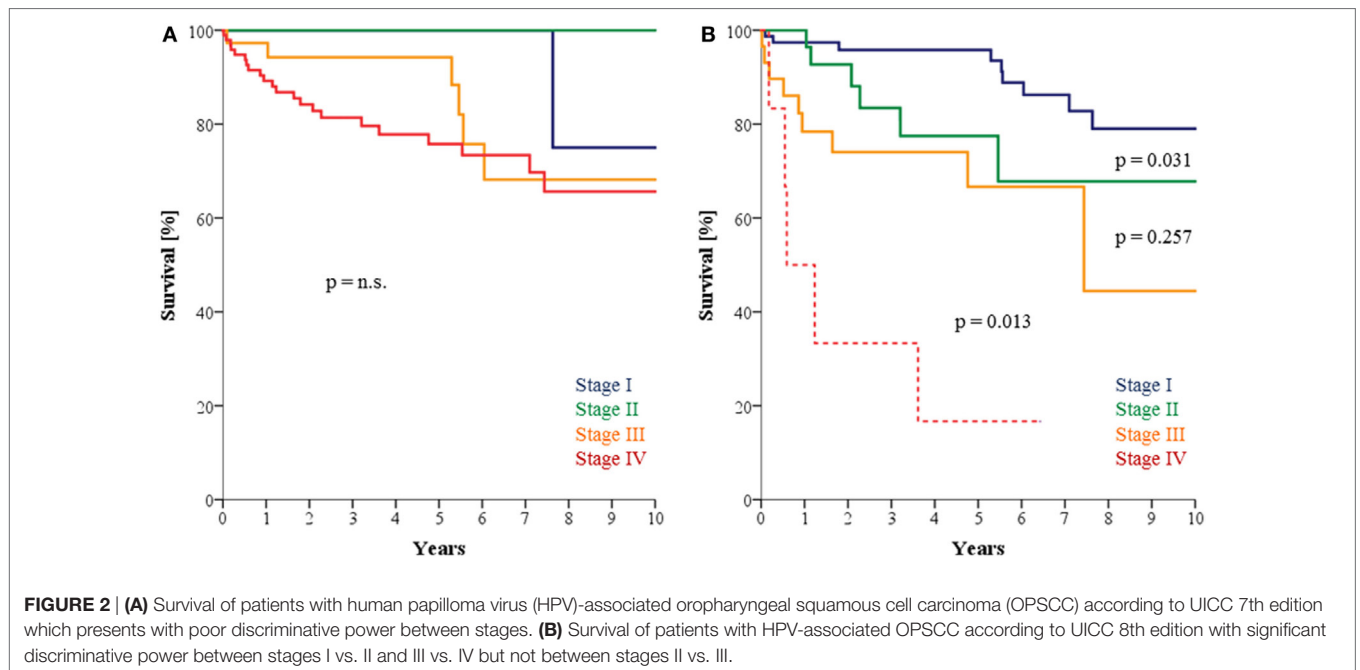 A
B
100
80
60
40
20
0
Survival [%]
p = n.s.
Stage I
Stage II
Stage III
Stage IV
0 1 2 3 4 5 6 7 8 9 10
Years
100
80
60
40
20
0
Survival [%]
p = 0.031
p = 0.257
p = 0.013
Stage I
Stage II
Stage III
Stage IV
0 1 2 3 4 5 6 7 8 9 10
Years
FIGURE 2 | (A) Survival of patients with human papilloma virus (HPV)-associated oropharyngeal squamous cell carcinoma (OPSCC) according to UICC 7th edition
which presents with poor discriminative power between stages. (B) Survival of patients with HPV-associated OPSCC according to UICC 8th edition with significant
discriminative power between stages I vs. II and III vs. IV but not between stages II vs. III.